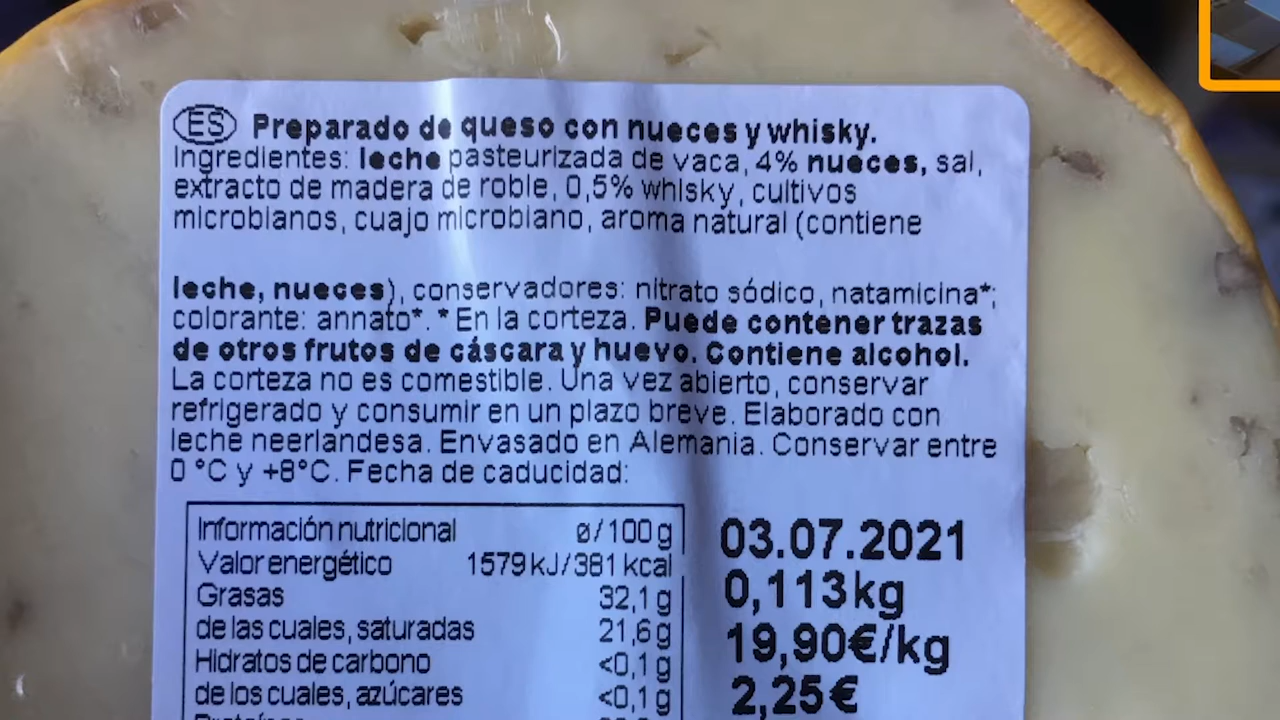 ES Preparado de queso con nueces y whisky.
Ingredientes: leche pasteurizada de vaca, 4% nueces, sal,
extracto de madera de roble, 0,5% whisky, cultivos
microbianos, cuajo microbiano, aroma natural (contiene
leche, nueces), conservadores: nitrato sódico, natamicina*;
colorante: annato*. * En la corteza. Puede contener trazas
de otros frutos de cáscara y huevo. Contiene alcohol.
La corteza no es comestible. Una vez abierto, conservar
refrigerado y consumir en un plazo breve. Elaborado con
leche neerlandesa. Envasado en Alemania. Conservar entre
0 °C y +8°C. Fecha de caducidad:
Información nutricional ø/100 g
Valor energético 1579 kJ/381 kcal
Grasas 32,1 g
de las cuales, saturadas 21,6 g
Hidratos de carbono <0,1 g
de los cuales, azúcares <0,1 g
03.07.2021
0,113kg
19,90€/kg
2,25€